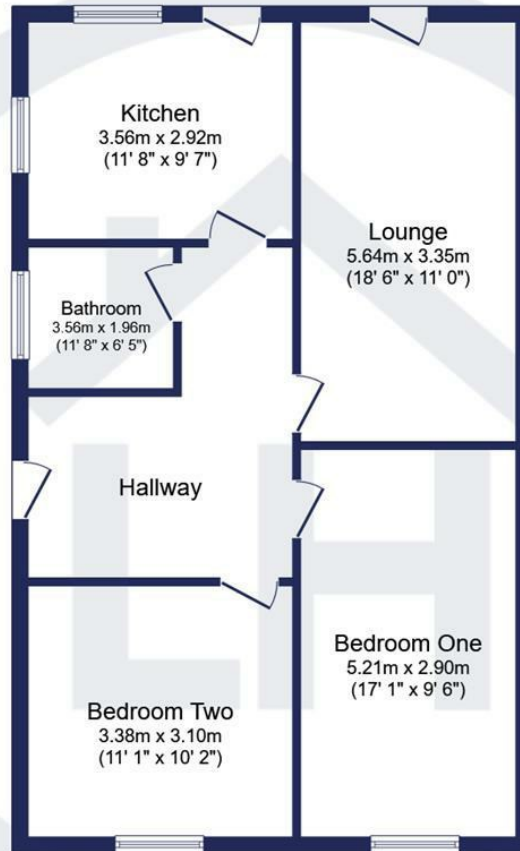 Kitchen
3.56m x 2.92m
(11' 8" x 9' 7")
Lounge
5.64m x 3.35m
(18' 6" x 11' 0")
Bathroom
3.56m x 1.96m
(11' 8" x 6' 5")
Hallway
Bedroom One
5.21m x 2.90m
(17' 1" x 9' 6")
Bedroom Two
3.38m x 3.10m
(11' 1" x 10' 2")
LH